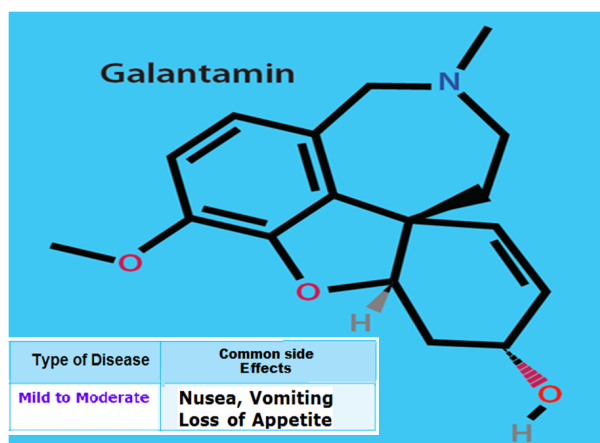 Galantamin
N
O
O
H
O
H
Type of Disease
Common side
Effects
Mild to Moderate
Nusea, Vomiting
Loss of Appetite